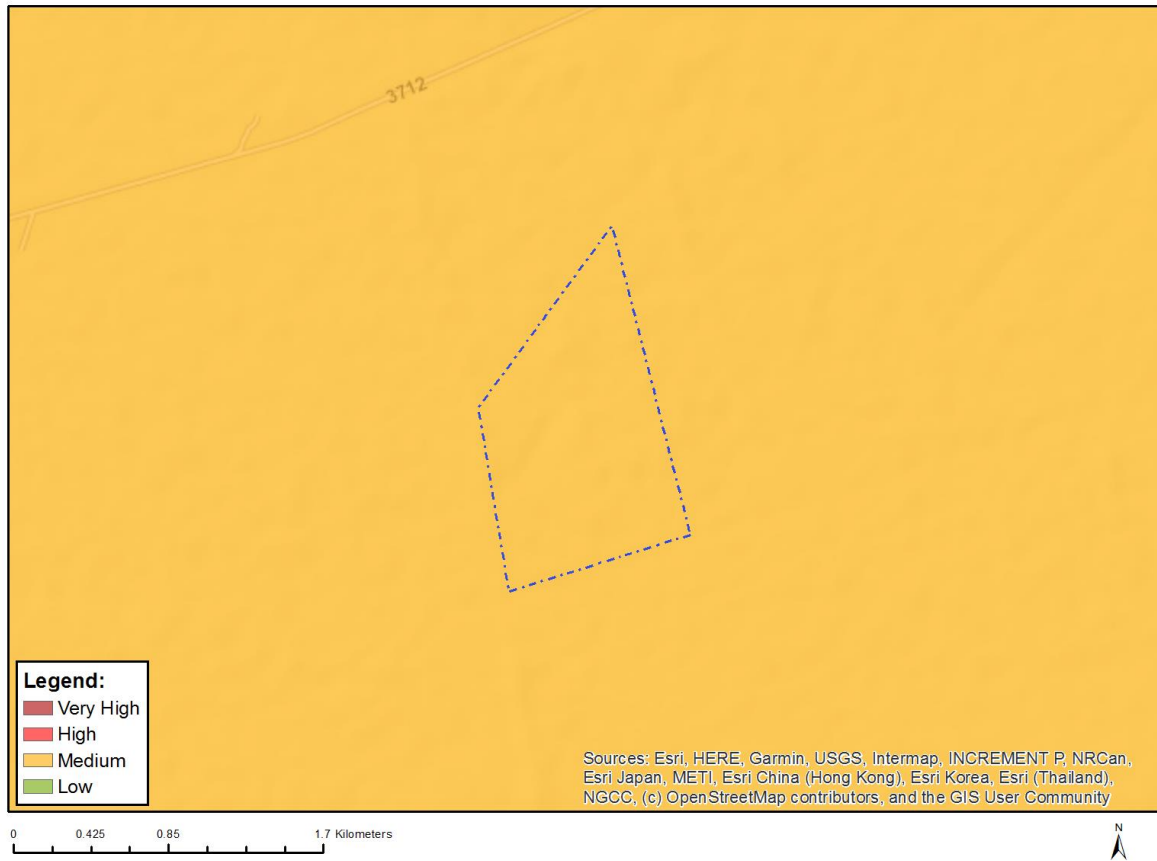 3712
Legend:
Very High
High
Medium
Low
Sources: Esri, HERE, Garmin, USGS, Intermap, INCREMENT P, NRCan,
Esri Japan, METI, Esri China (Hong Kong), Esri Korea, Esri (Thailand),
NGCC, (c) OpenStreetMap contributors, and the GIS User Community
0 0.425 0.85 1.7 Kilometers
N